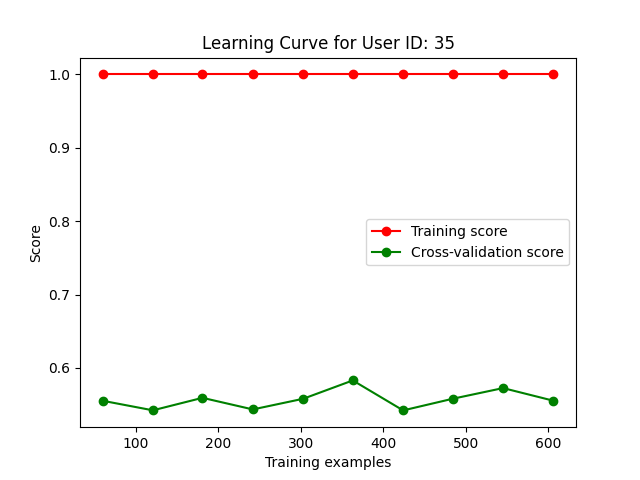 Learning Curve for User ID: 35
1.0
0.9
0.8
0.7
0.6
Score
Training score
Cross-validation score
100
200
300
400
500
600
Training examples